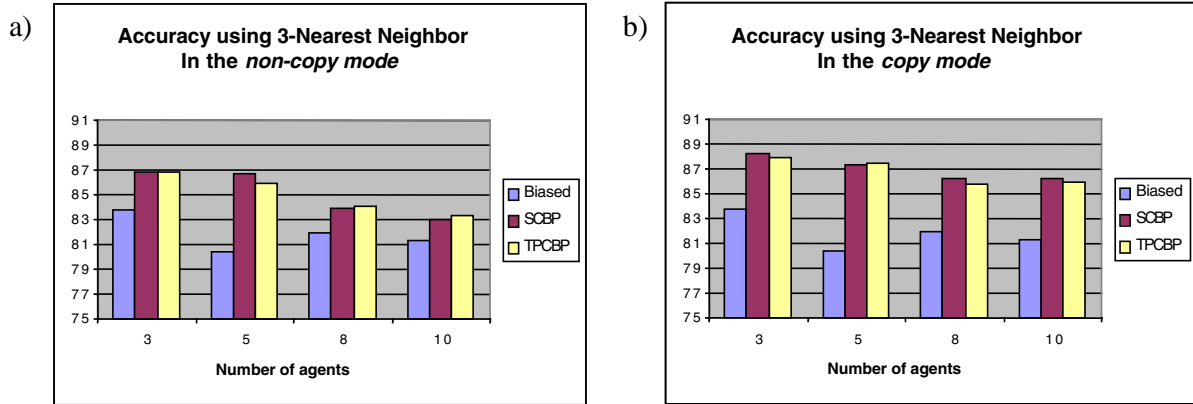 a)
Accuracy using 3-Nearest Neighbor
In the non-copy mode
91
89
87
85
83
81
79
77
75
3 5 8 10
Number of agents
Biased
SCBP
TPCBP
b)
Accuracy using 3-Nearest Neighbor
In the copy mode
91
89
87
85
83
81
79
77
75
3 5 8 10
Number of agents
Biased
SCBP
TPCBP